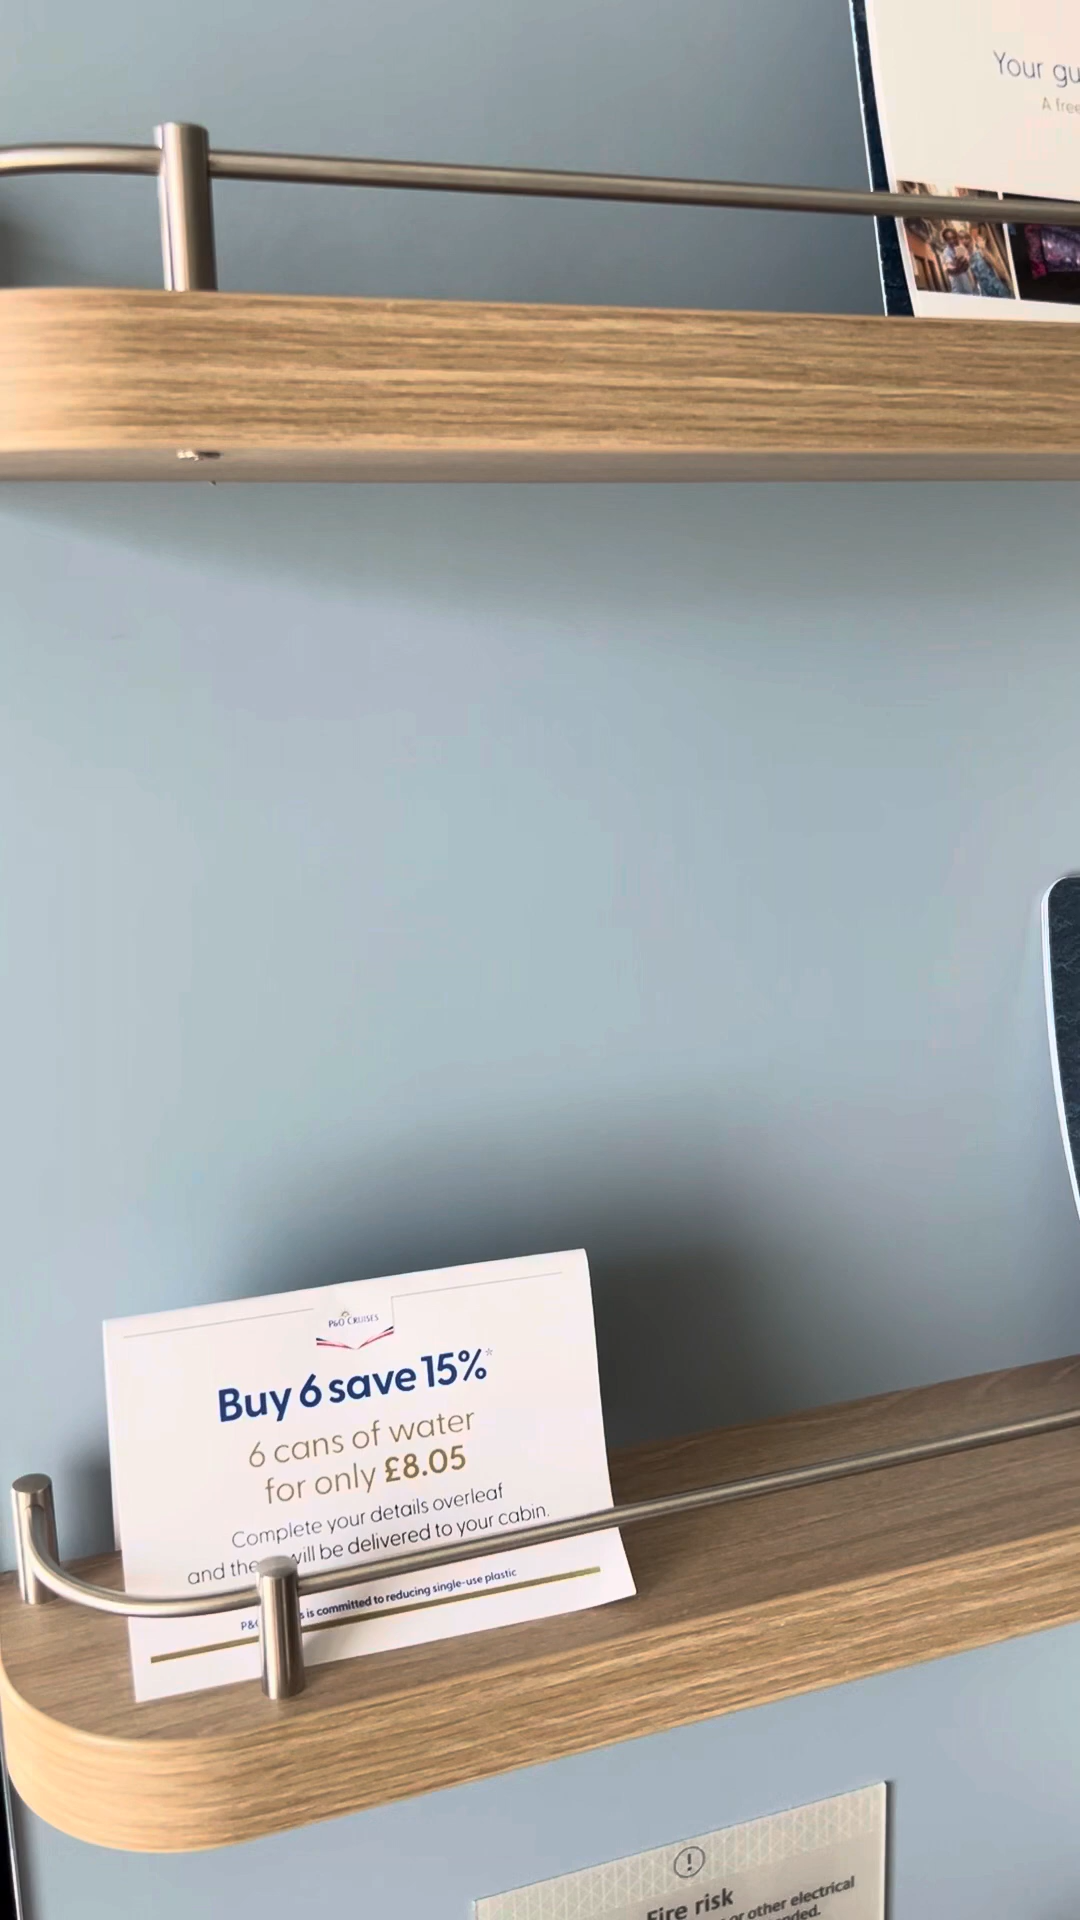 Your gu
A free
P&O CRUISES
Buy 6 save 15%*
6 cans of water
for only £8.05
Complete your details overleaf
and the will be delivered to your cabin.
P&O is committed to reducing single-use plastic
Fire risk
or other electrical
nded.